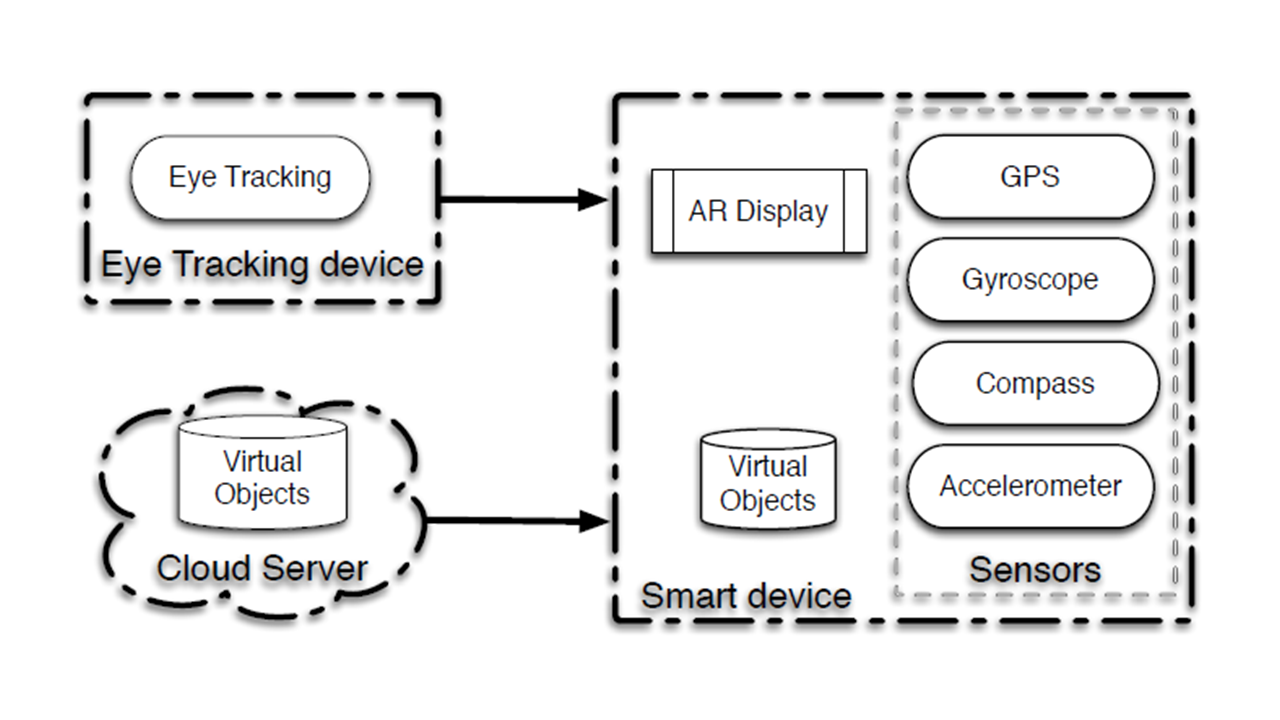 Eye Tracking
Eye Tracking device
Virtual
Objects
Cloud Server
AR Display
Virtual
Objects
Smart device
GPS
Gyroscope
Compass
Accelerometer
Sensors